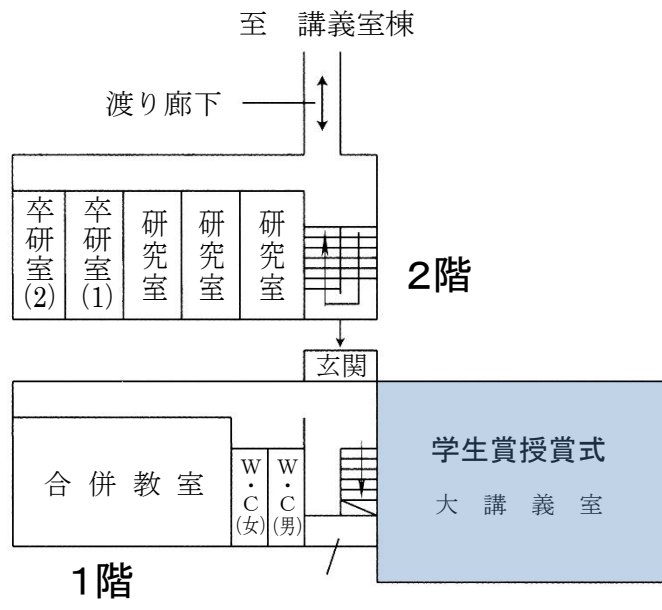 至 講義室棟
渡り廊下
卒研室(2)
卒研室(1)
研究室
研究室
研究室
2階
玄関
合併教室
W・C(女)
W・C(男)
学生賞授賞式
大講義室
1階